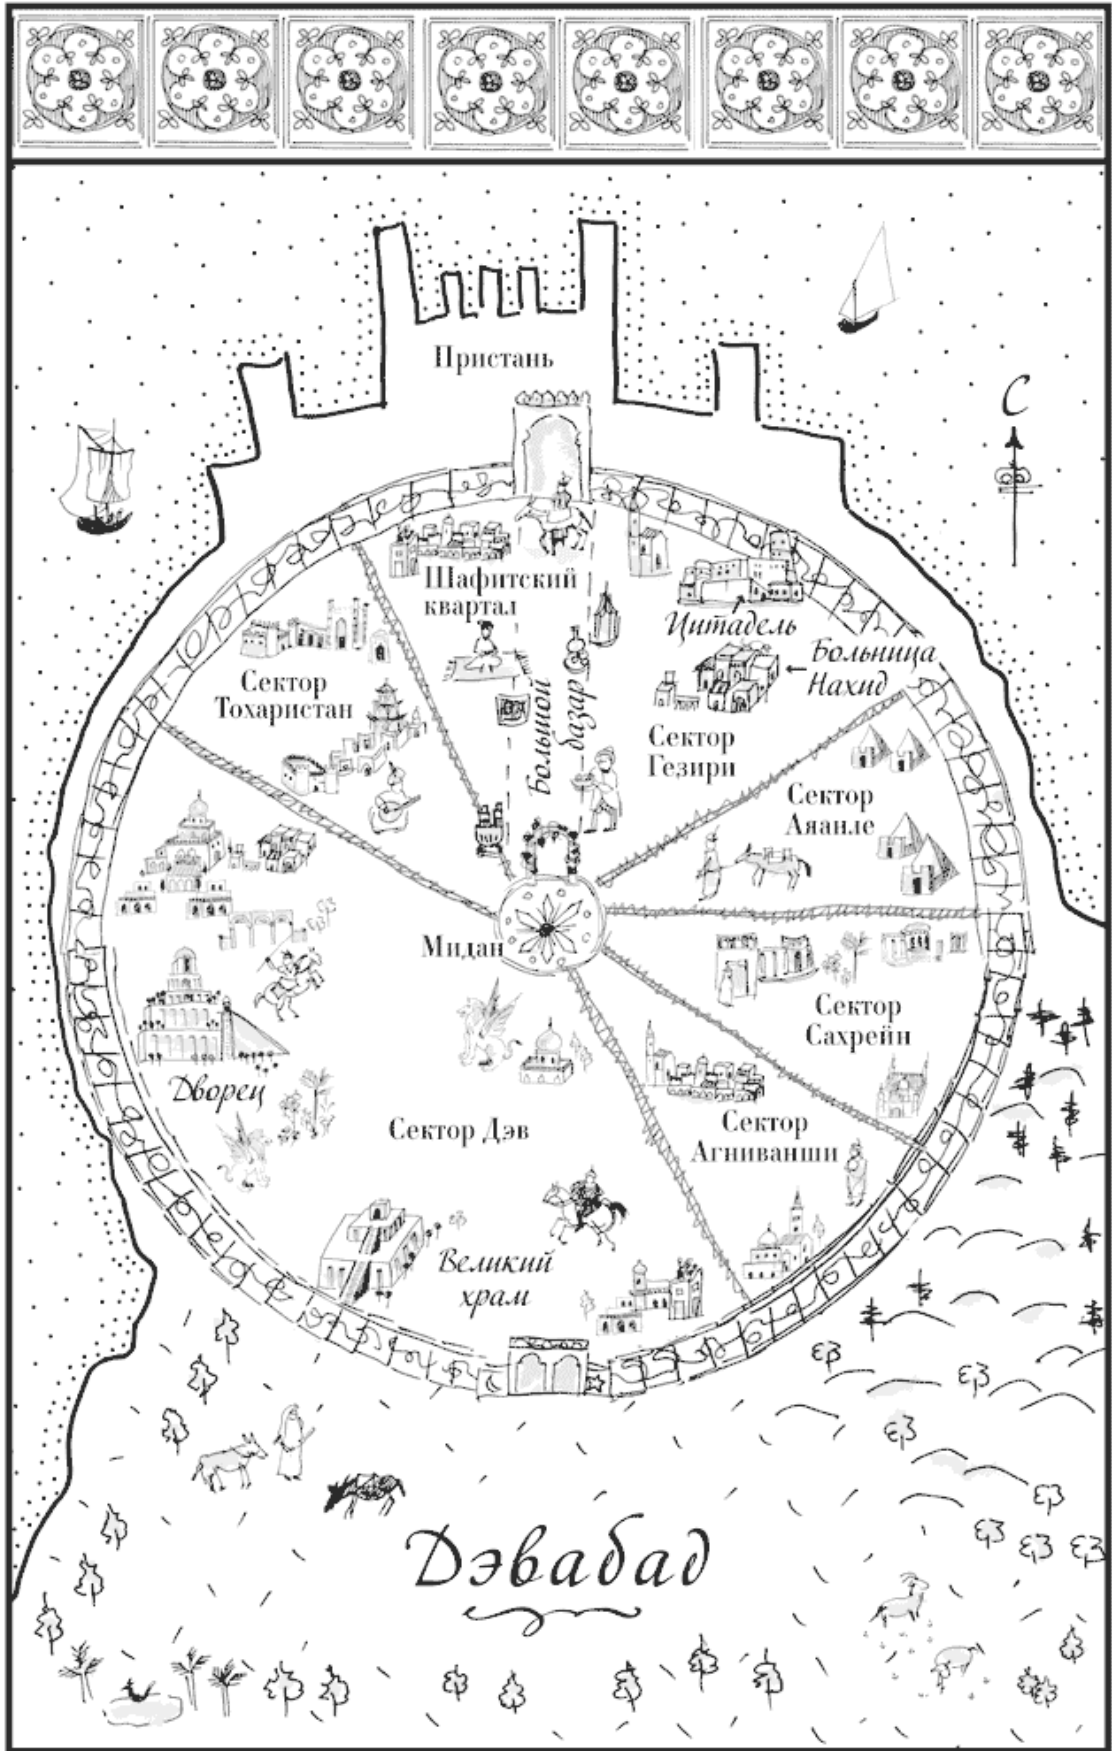 Пристань
С
Шафитский
квартал
Цитадель
Больница
Нахид
Сектор
Тохаристан
Большой
базар
Сектор
Гезири
Сектор
Аяанле
Мидан
Сектор
Сахрейн
Дворец
Сектор Дэв
Сектор
Агниванши
Великий
храм
Дэвабад